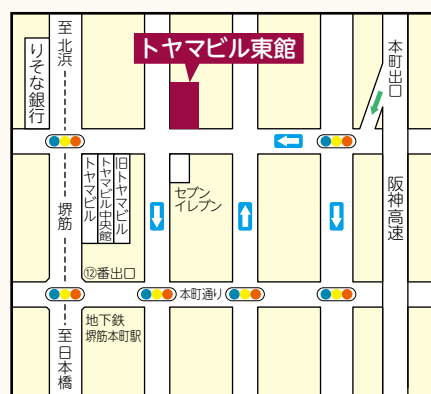 至北浜
りそな銀行
トヤマビル東館
本町出口
トヤマビル
トヤマビル中央館
旧トヤマビル
セブン
イレブン
堺筋
阪神高速
⑫番出口
本町通り
地下鉄
堺筋本町駅
至日本橋